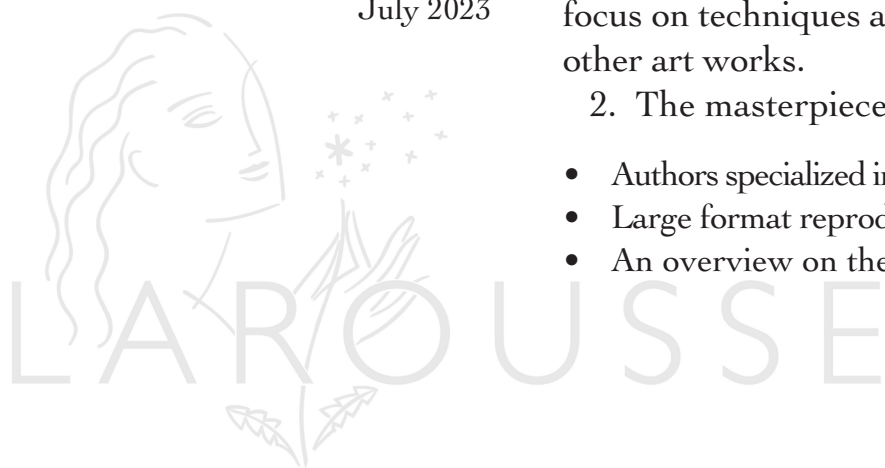 July 2023
focus on techniques a
other art works.
2. The masterpiece
• Authors specialized in
• Large format reprod
• An overview on the
LAROUSSE